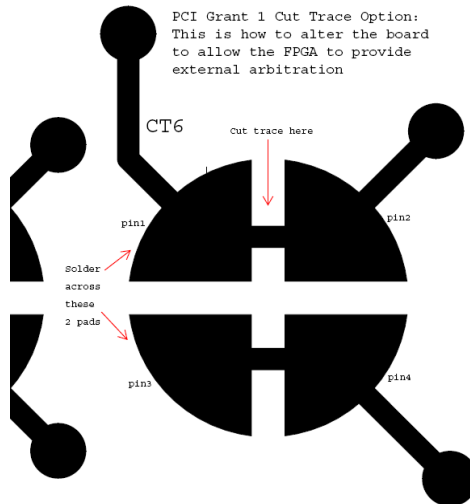 PCI Grant 1 Cut Trace Option:
This is how to alter the board
to allow the FPGA to provide
external arbitration
CT6
Cut trace here
pin1
pin2
Solder
across
these
2 pads
pin3
pin4